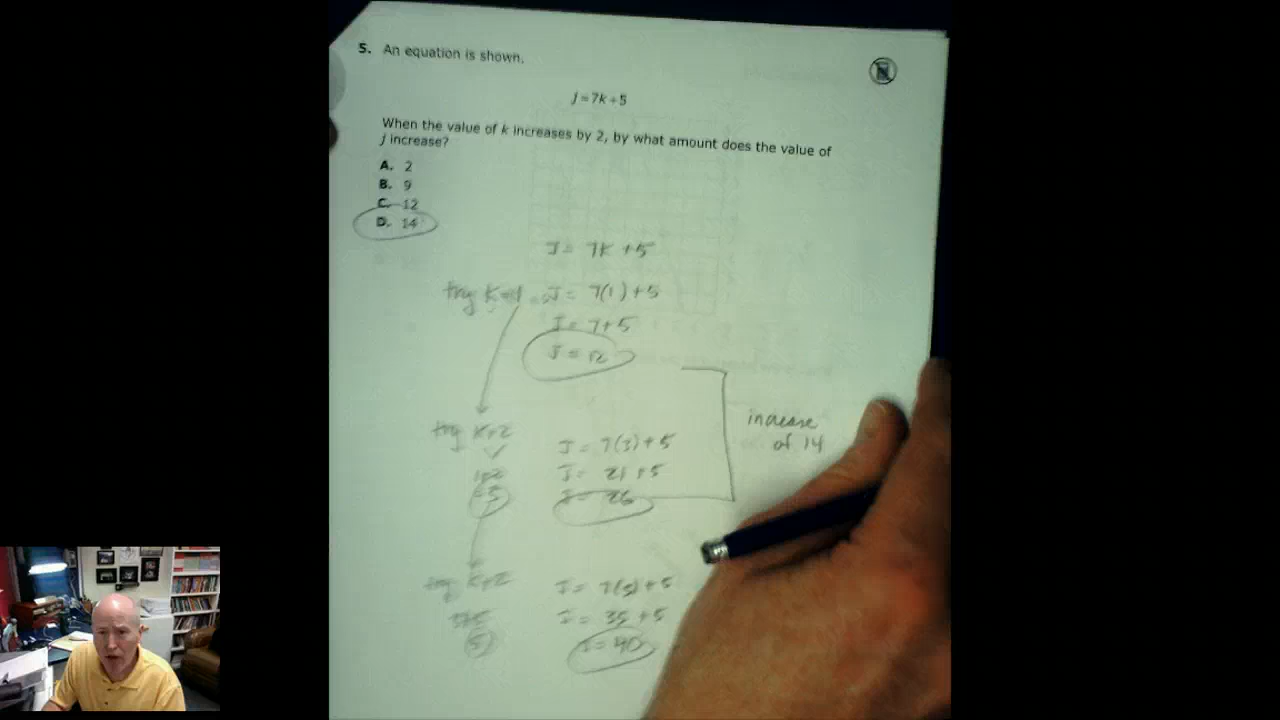 5. An equation is shown.
j = 7k + 5
When the value of k increases by 2, by what amount does the value of
j increase?
A. 2
B. 9
C. 12
D. 14
J = 7K + 5
try K=1 J = 7(1) + 5
J = 7 + 5
J = 12
increase
try K+2 J = 7(3) + 5 of 14
1+2 J = 21 + 5
=3 J = 26
try K+2 J = 7(5) + 5
J = 35 + 5
5 J = 40